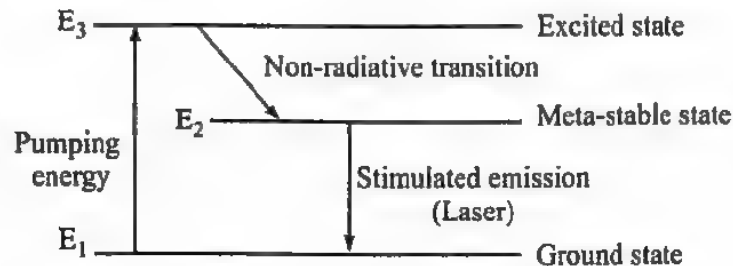 E3 Excited state
Non-radiative transition
E2 Meta-stable state
Pumping
energy
Stimulated emission
(Laser)
E1 Ground state